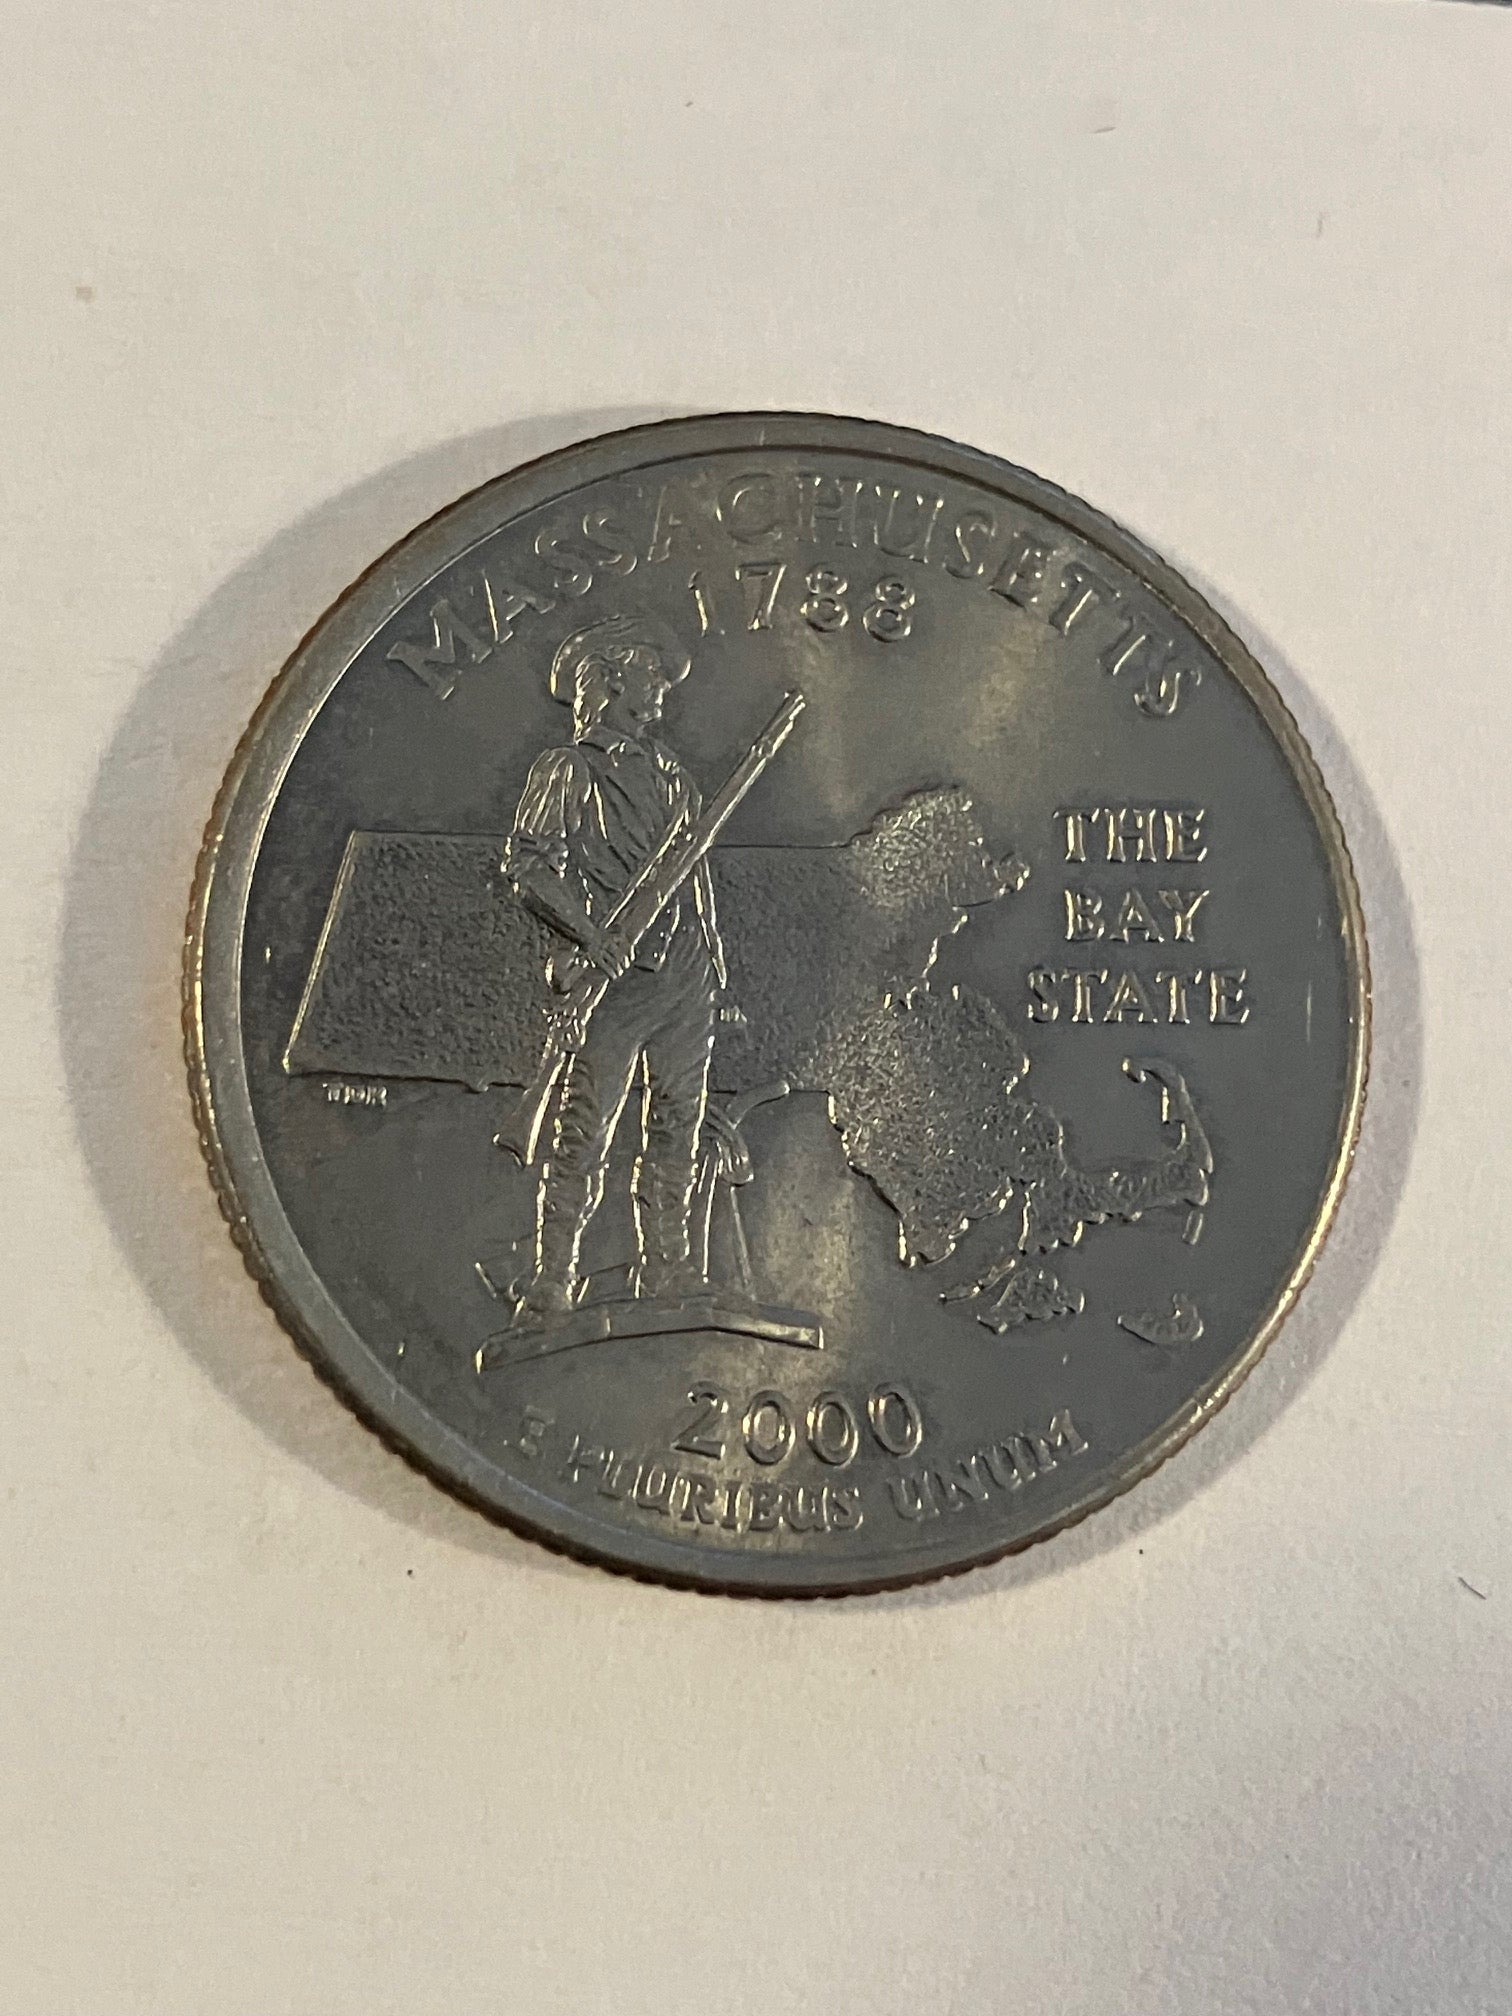 MASSACHUSETTS
1788
THE
BAY
STATE
TDR
2000
E PLURIBUS UNUM